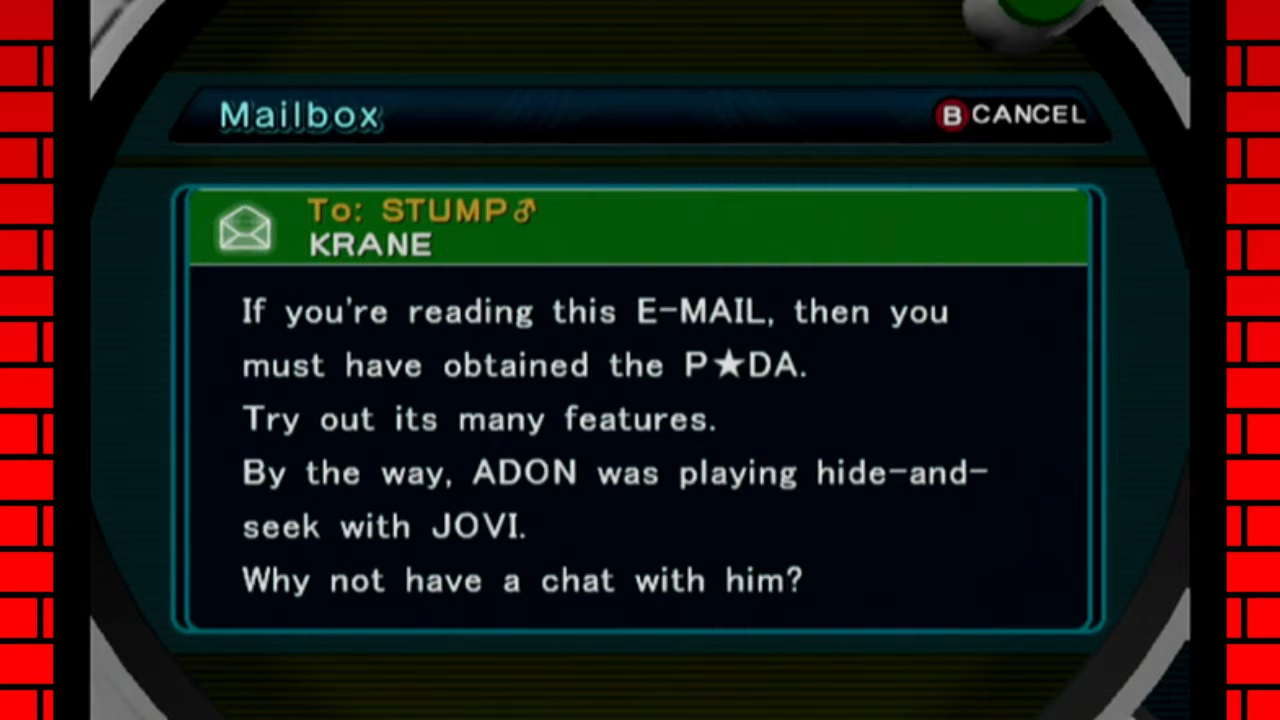 Mailbox
B CANCEL
To: STUMP♂
KRANE
If you're reading this E-MAIL, then you
must have obtained the P★DA.
Try out its many features.
By the way, ADON was playing hide-and-
seek with JOVI.
Why not have a chat with him?